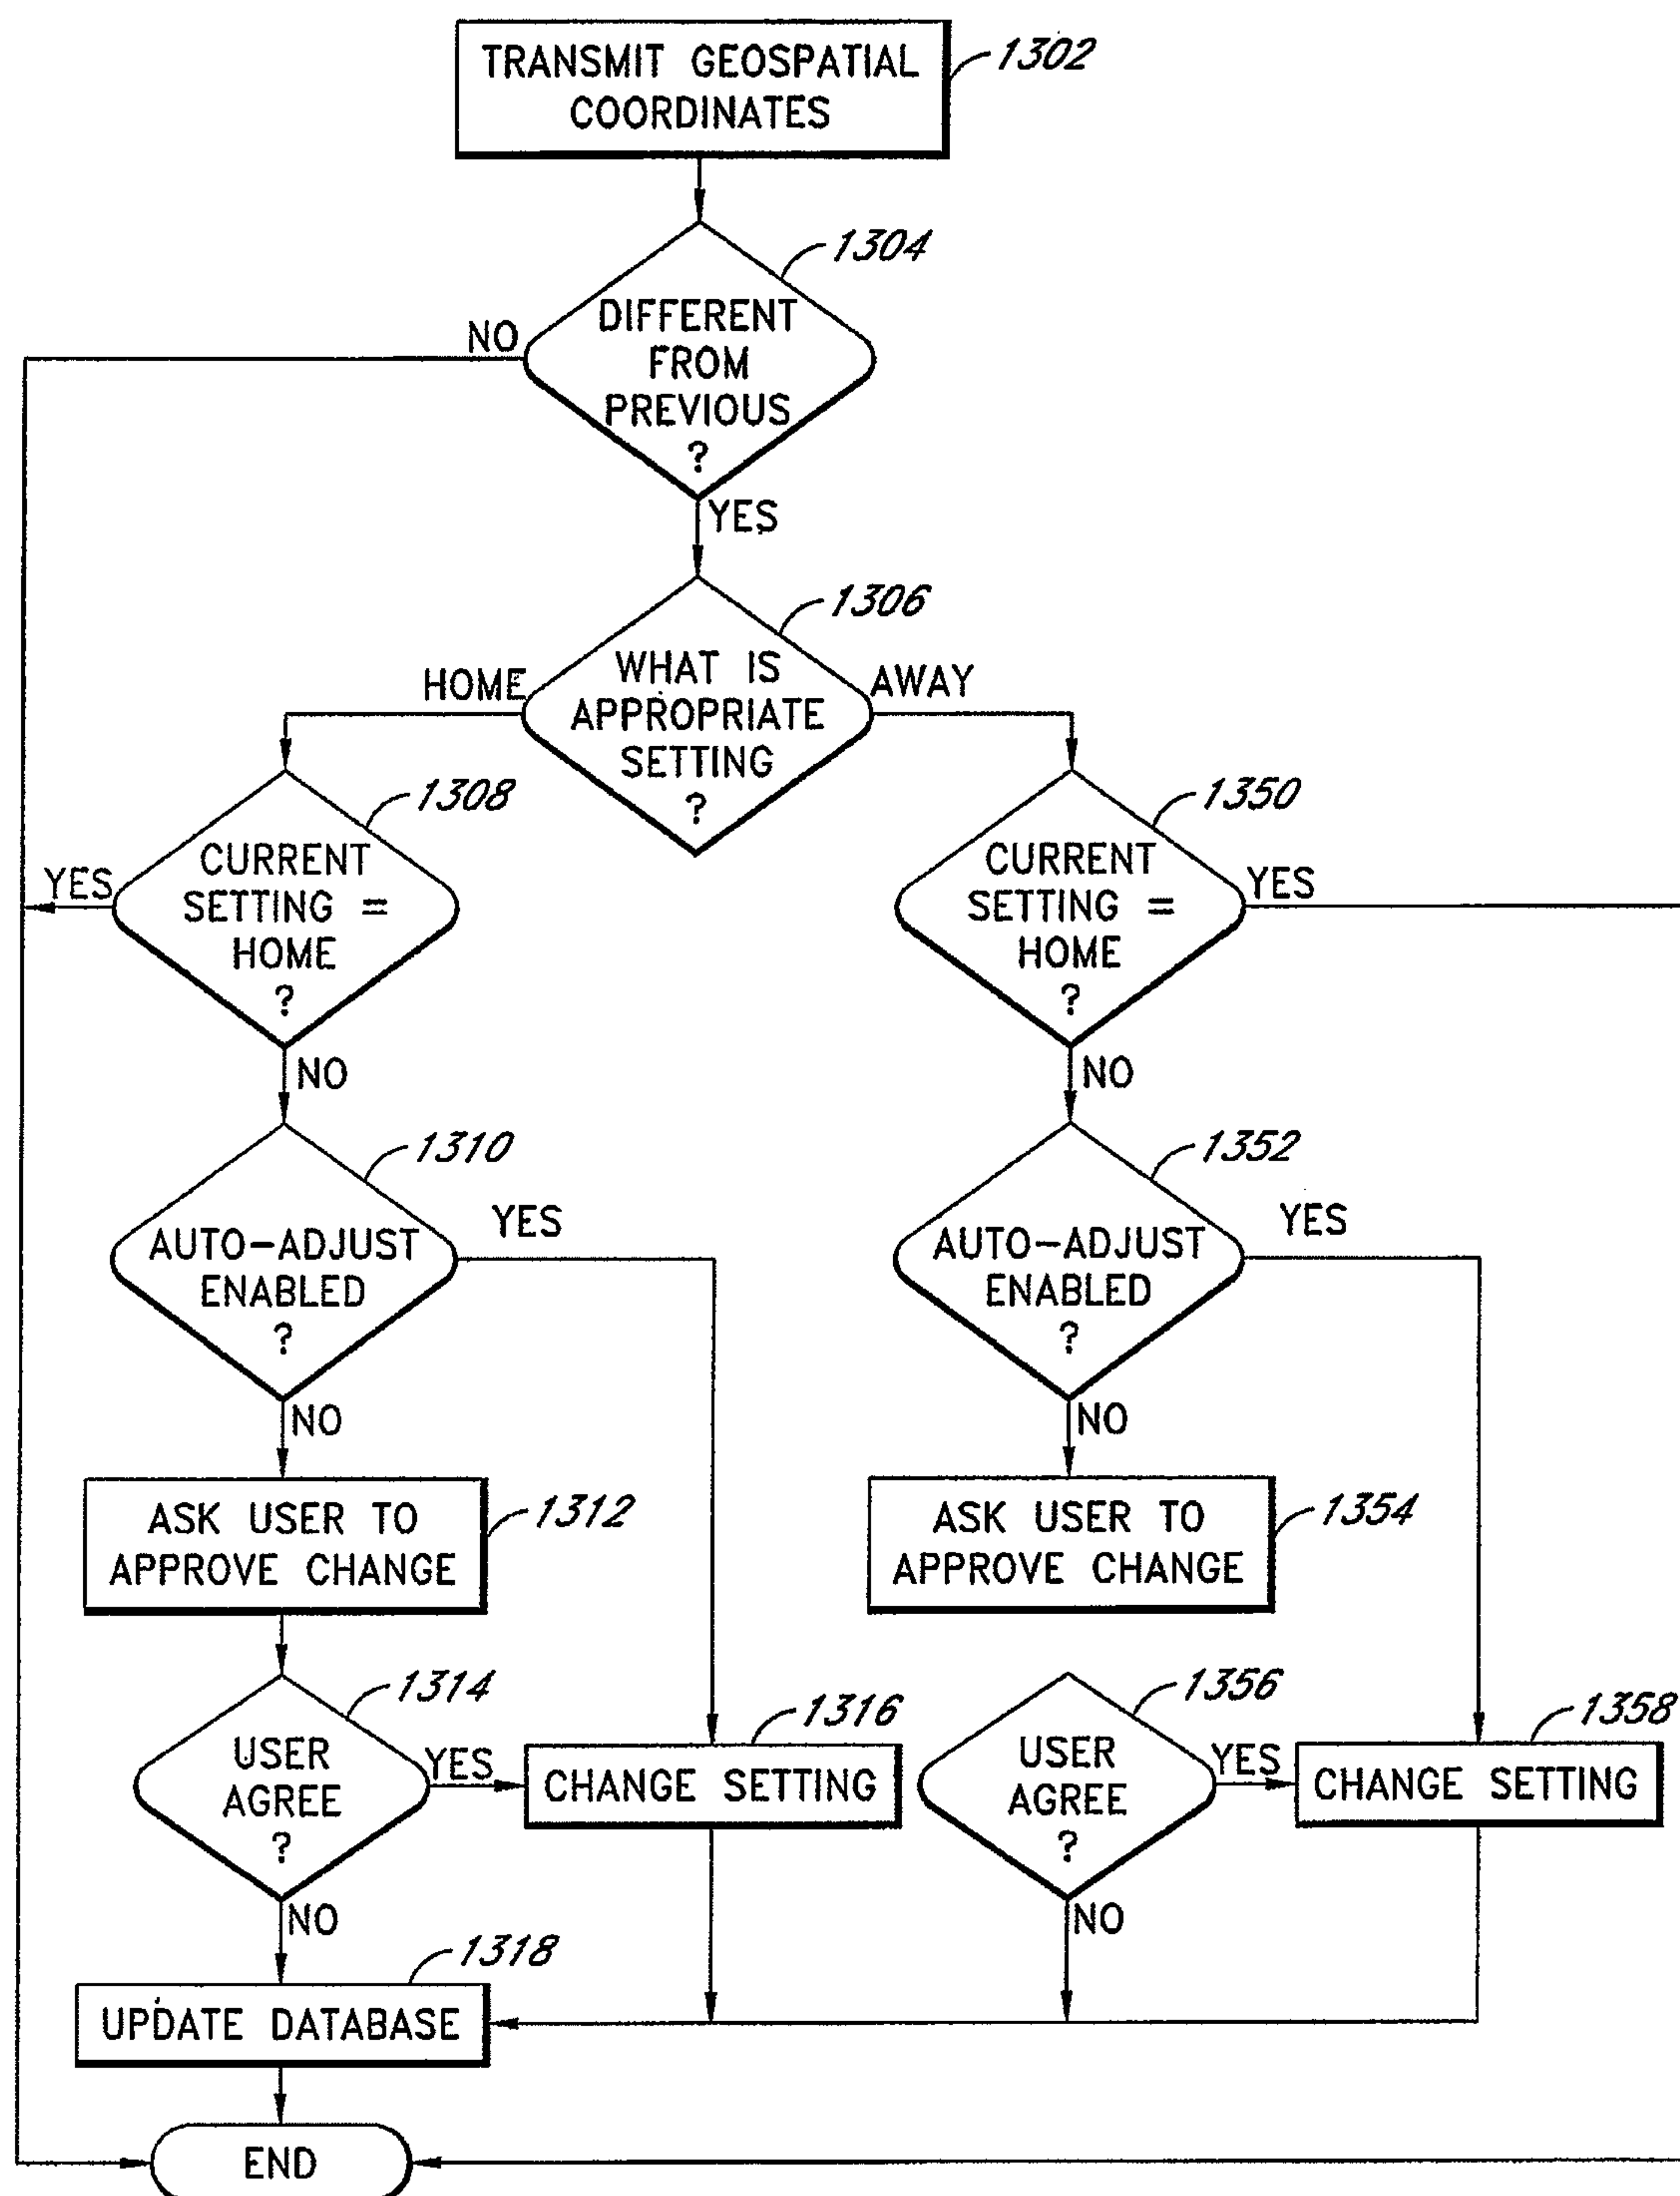 TRANSMIT GEOSPATIAL
COORDINATES
1302
1304
DIFFERENT
FROM
PREVIOUS
?
NO
YES
1306
WHAT IS
APPROPRIATE
SETTING
?
HOME
AWAY
1308
CURRENT
SETTING =
HOME
?
YES
NO
1350
CURRENT
SETTING =
HOME
?
YES
NO
1310
AUTO-ADJUST
ENABLED
?
YES
NO
1352
AUTO-ADJUST
ENABLED
?
YES
NO
ASK USER TO
APPROVE CHANGE
1312
ASK USER TO
APPROVE CHANGE
1354
1314
USER
AGREE
?
YES
NO
1316
CHANGE SETTING
1356
USER
AGREE
?
YES
NO
1358
CHANGE SETTING
1318
UPDATE DATABASE
END